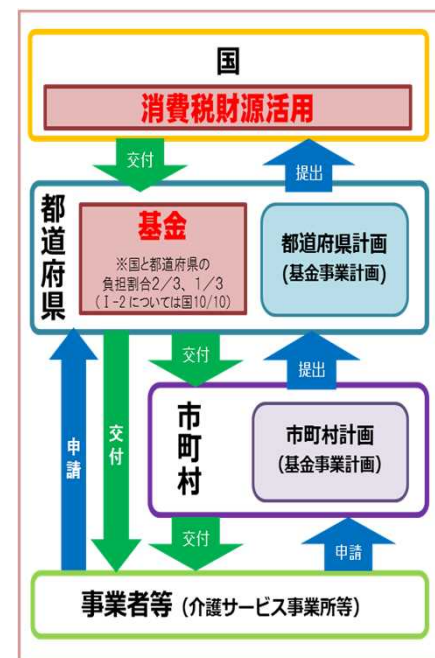 国
消費税財源活用
交付
提出
都道府県
基金
※国と都道府県の
負担割合2／3、1／3
（Ⅰ-2については国10/10）
都道府県計画
(基金事業計画)
申請
交付
交付
提出
市町村
市町村計画
(基金事業計画)
交付
申請
事業者等（介護サービス事業所等）